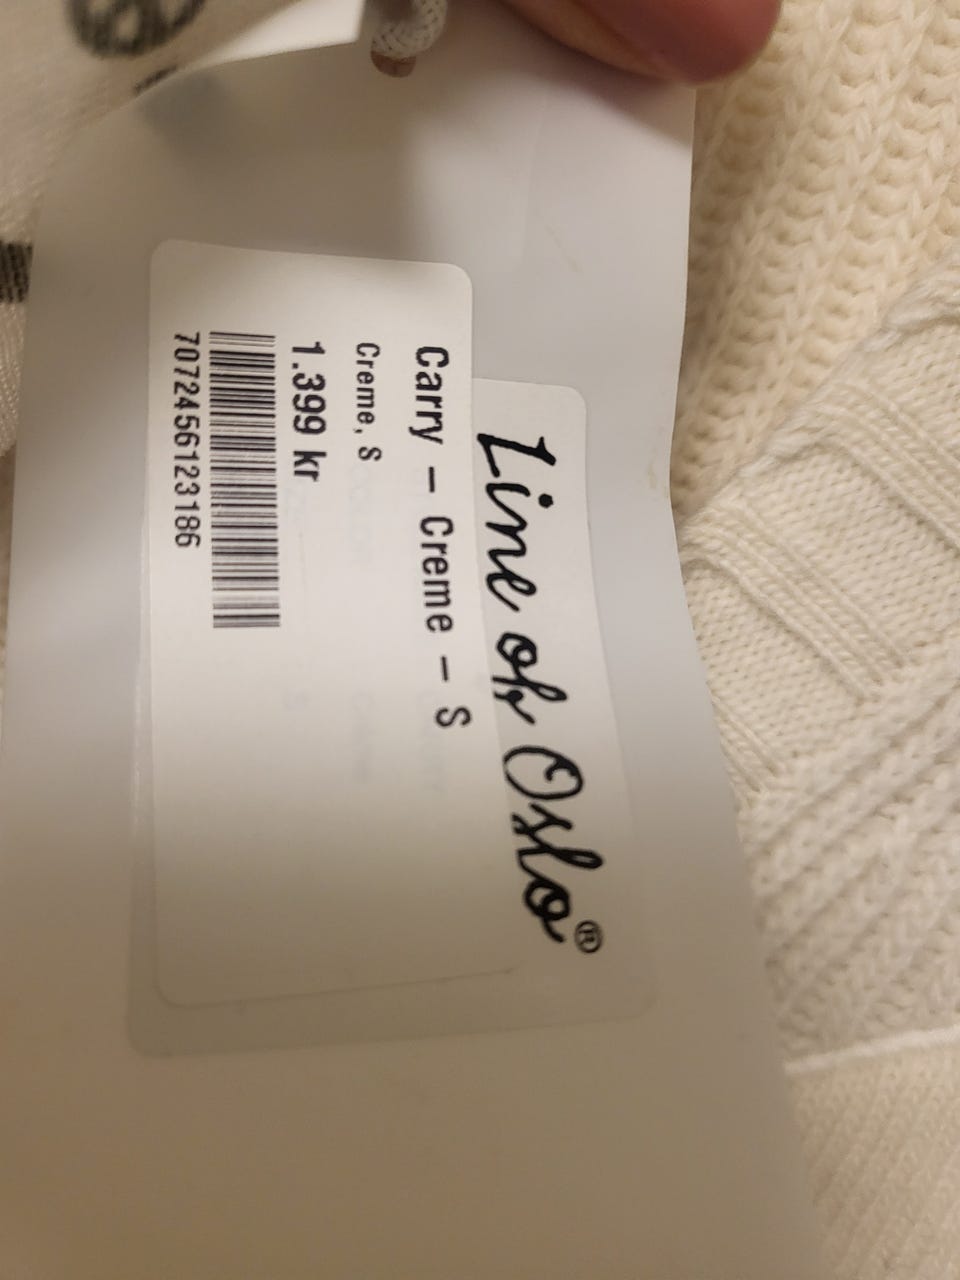 Line of Oslo®
Carry - Creme - S
Creme, S
1.399 kr
7072456123186